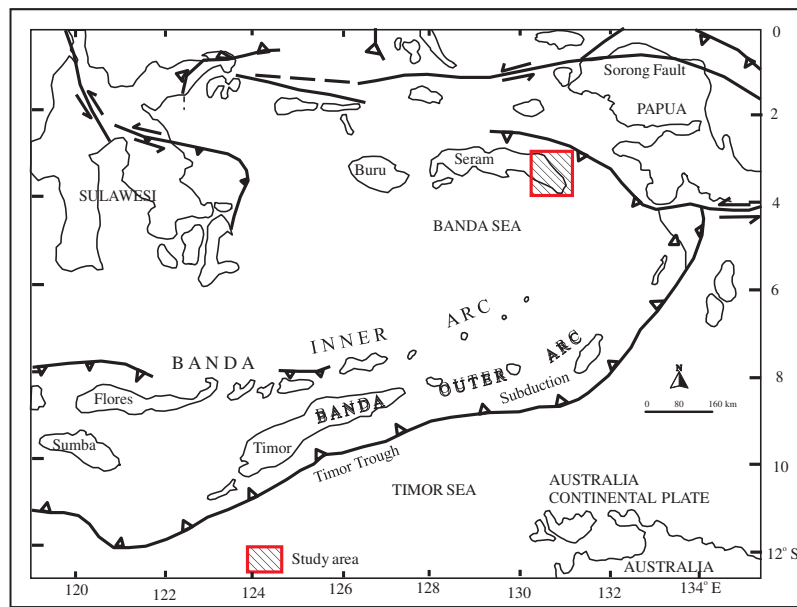 0
Sorong Fault
PAPUA
2
Seram
Buru
SULAWESI
4
BANDA SEA
6
ARC
INNER
BANDA
ARC
OUTER
N
Subduction
8
Flores
BANDA
0 80 160 km
Sumba
Timor
Timor Trough
10
TIMOR SEA
AUSTRALIA
CONTINENTAL PLATE
Study area
12° S
AUSTRALIA
120 122 124 126 128 130 132 134° E